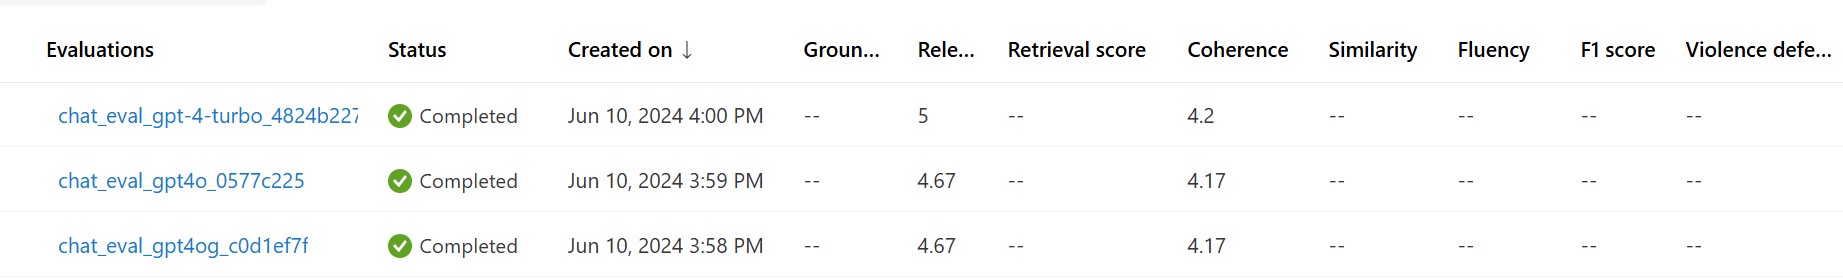 Evaluations Status Created on ↓ Groun... Rele... Retrieval score Coherence Similarity Fluency F1 score Violence defe...
chat_eval_gpt-4-turbo_4824b227 Completed Jun 10, 2024 4:00 PM -- 5 -- 4.2 -- -- -- --
chat_eval_gpt4o_0577c225 Completed Jun 10, 2024 3:59 PM -- 4.67 -- 4.17 -- -- -- --
chat_eval_gpt4og_c0d1ef7f Completed Jun 10, 2024 3:58 PM -- 4.67 -- 4.17 -- -- -- --